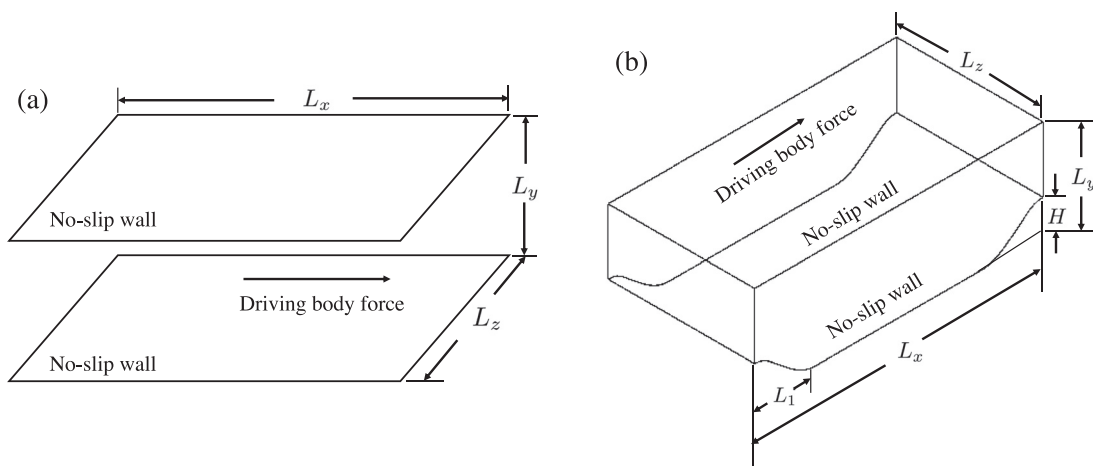 (a)
L_x
L_y
No-slip wall
Driving body force
L_z
No-slip wall
(b)
L_z
Driving body force
L_y
No-slip wall
H
No-slip wall
L_x
L_1